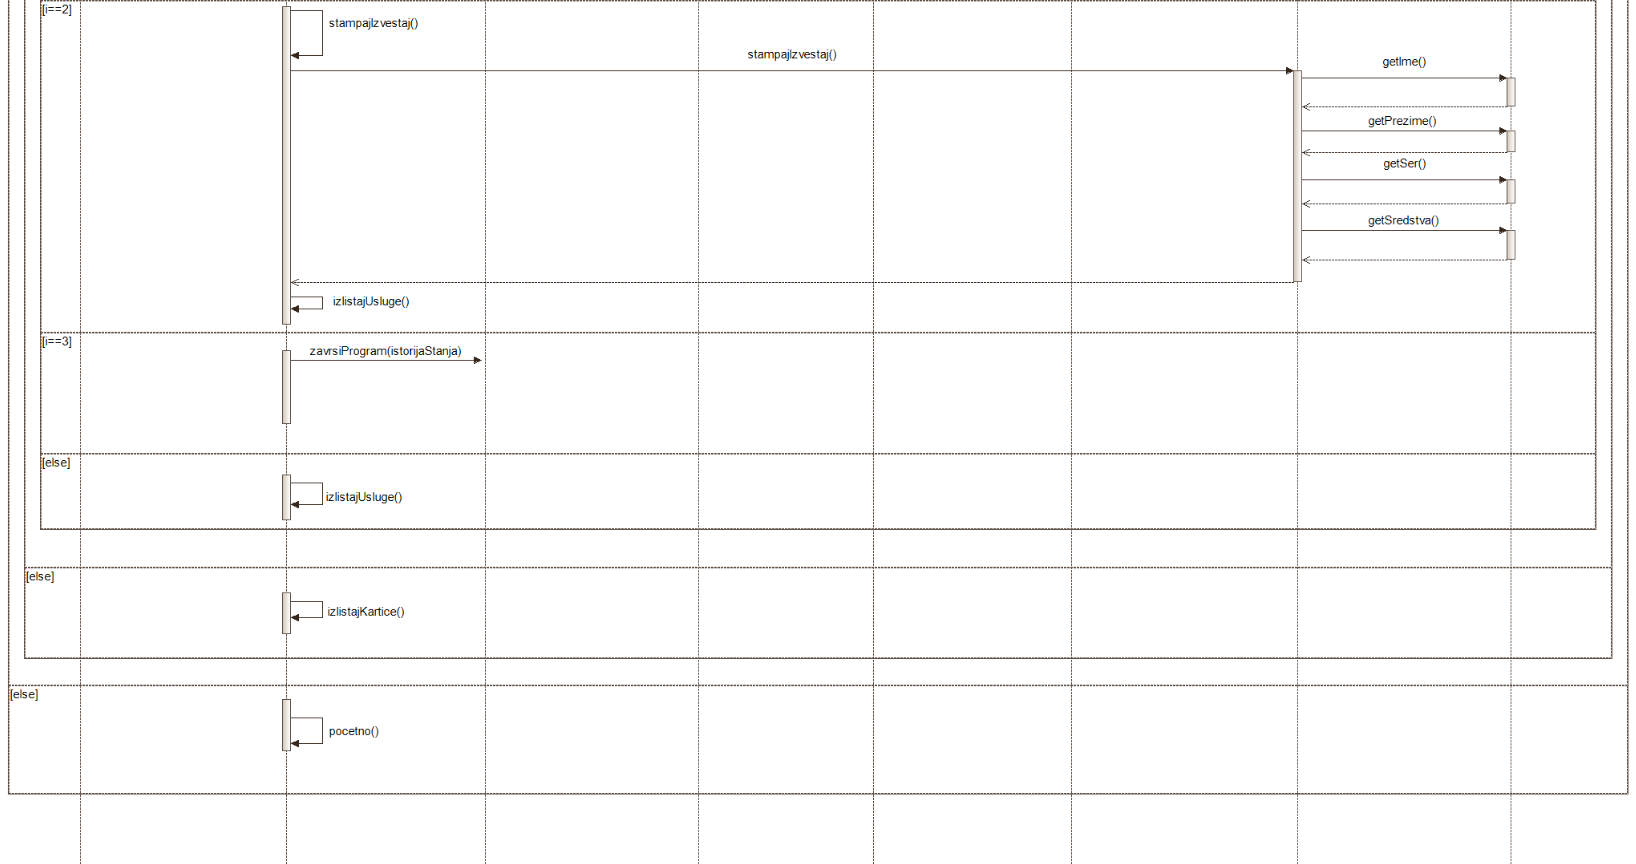 [i==2]
stampajIzvestaj()
stampajIzvestaj()
getIme()
getPrezime()
getSer()
getSredstva()
izlistajUsluge()
[i==3]
zavrsiProgram(istorijaStanja)
[else]
izlistajUsluge()
[else]
izlistajKartice()
[else]
pocetno()